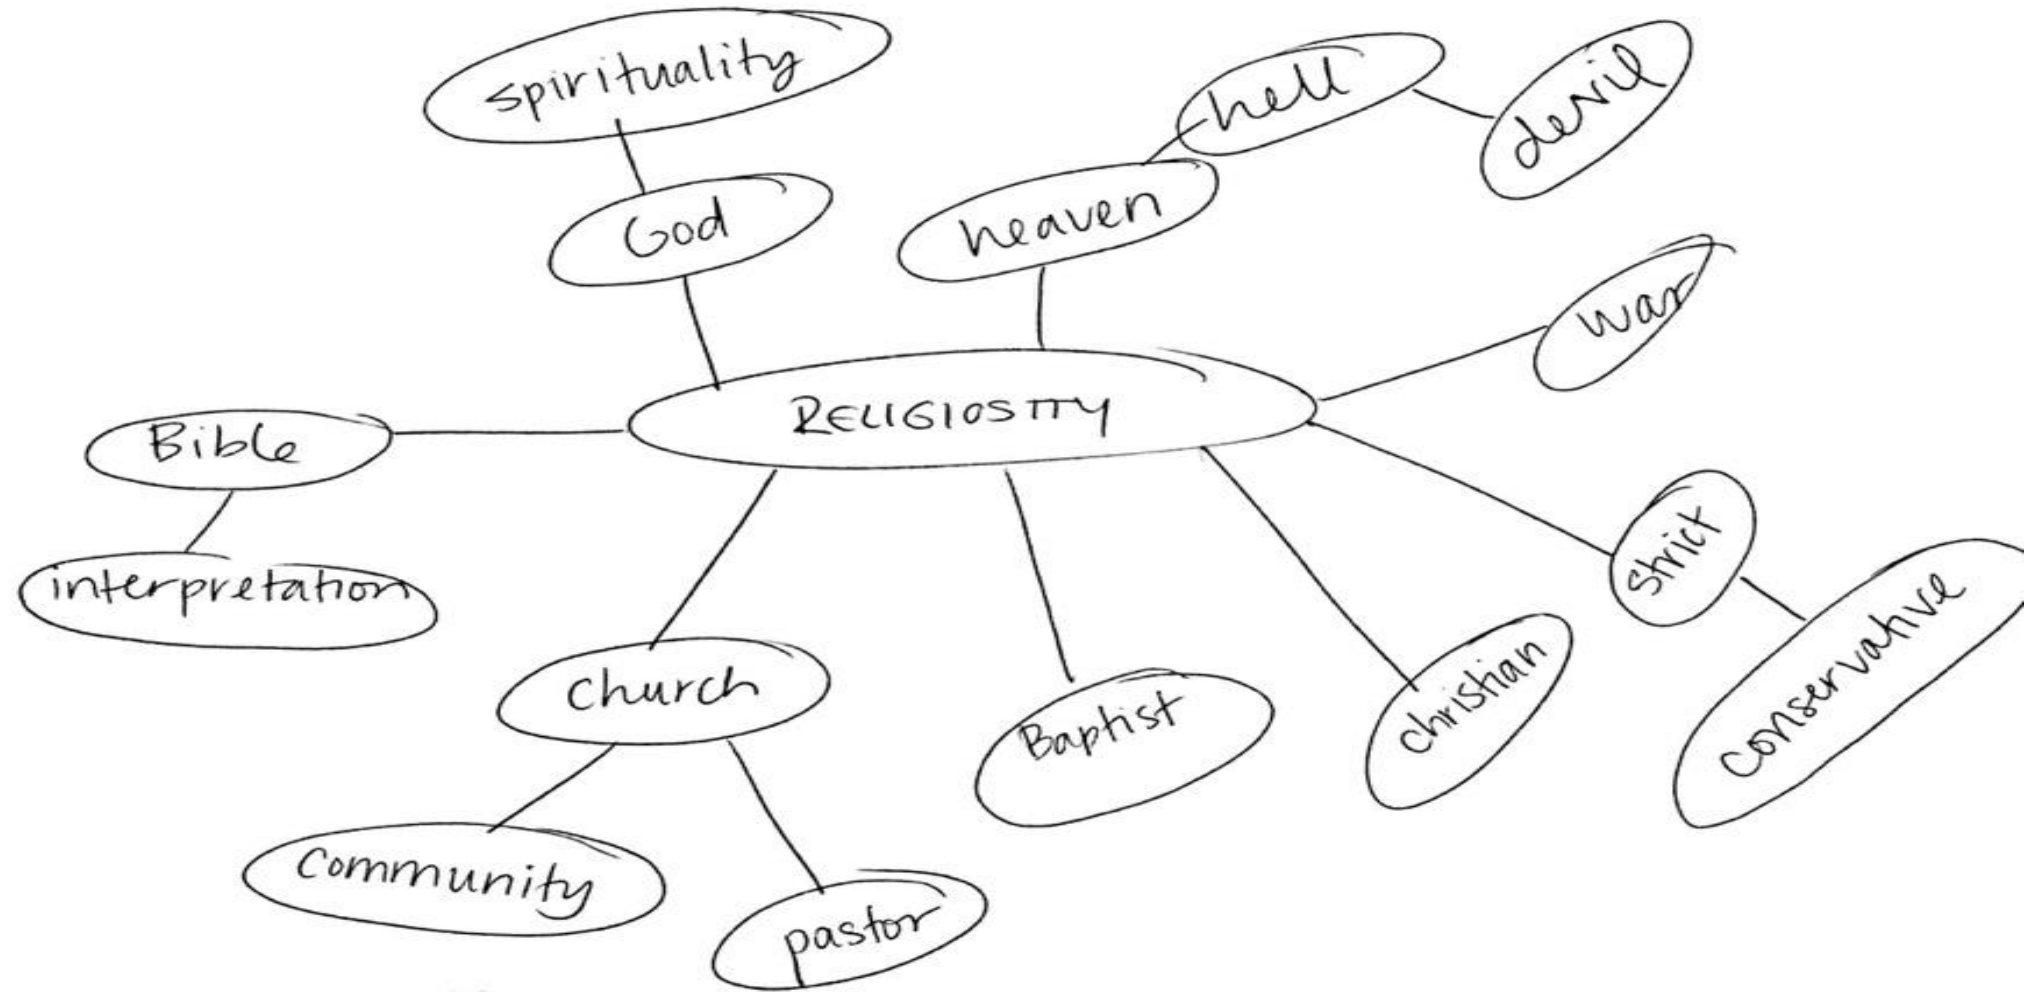 spirituality
hell
devil
God
heaven
war
RELIGIOSITY
Bible
strict
interpretation
conservative
church
Baptist
christian
community
pastor